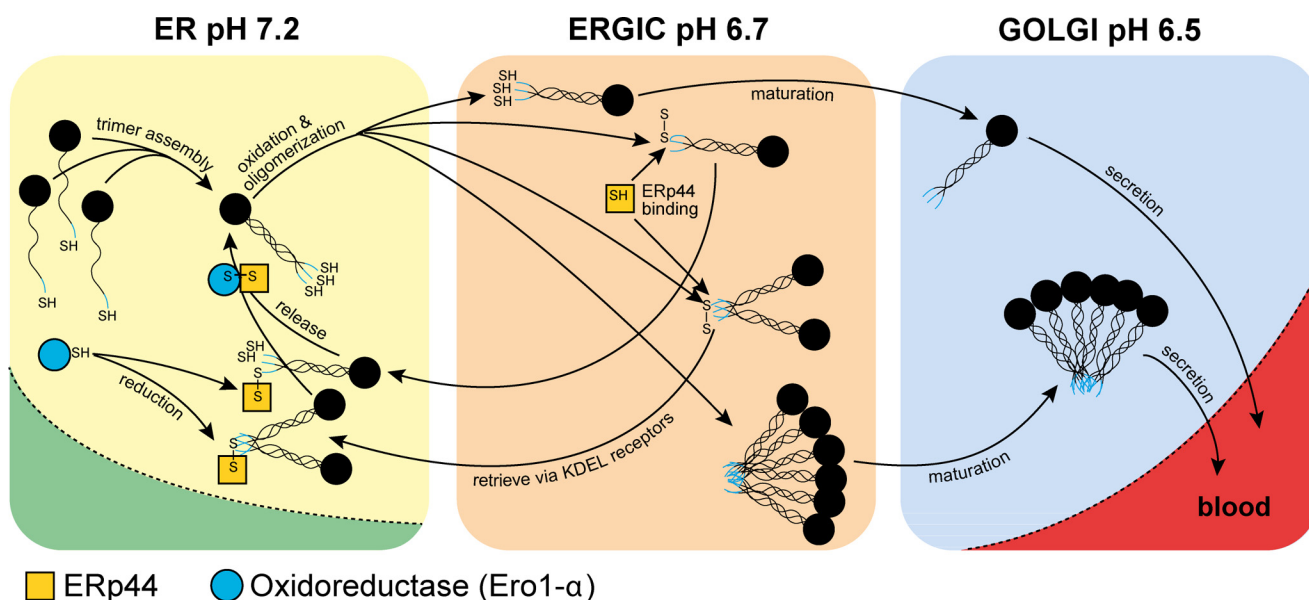 ER pH 7.2
ERGIC pH 6.7
GOLGI pH 6.5
SH
SH
SH
maturation
trimer assembly
oxidation &
oligomerization
S
S
SH
ERp44
binding
secretion
SH
SH
SH
SH
SH
SH
S-S
release
S
S
SH
reduction
SH
SH
S
S
S
S
secretion
retrieve via KDEL receptors
maturation
blood
ERp44
Oxidoreductase (Ero1-α)